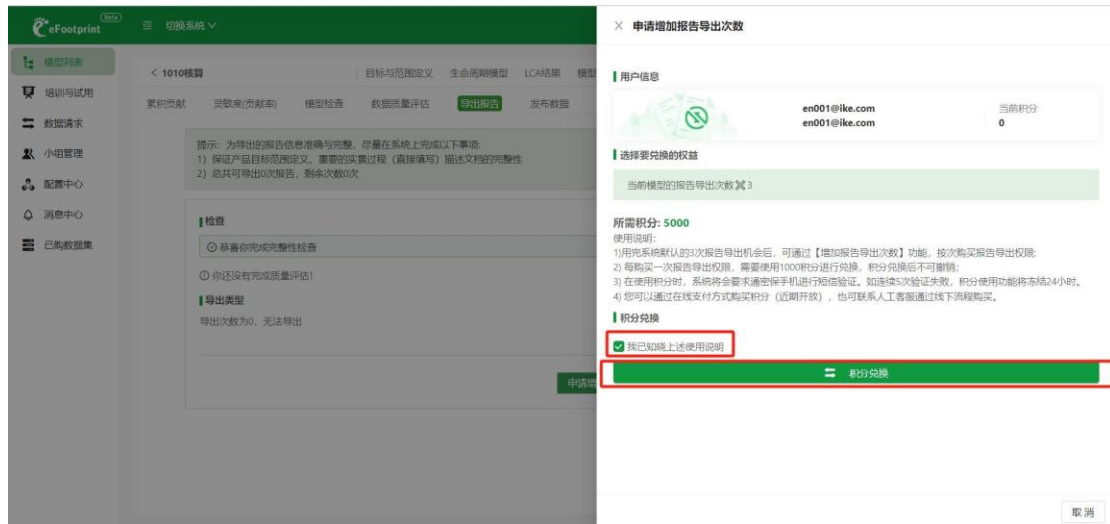 eFootprint (Beta)
切换系统
模型列表
培训与试用
数据请求
小组管理
配置中心
消息中心
已购数据集
< 1010核算
目标与范围定义 生命周期模型 LCA结果 模型
累积贡献 灵敏度(贡献率) 模型检查 数据质量评估 导出报告 发布数据
提示：为导出的报告信息准确与完整，尽量在系统上完成以下事项:
1) 保证产品目标范围定义、重要的实景过程（直接填写）描述文档的完整性
2) 总共可导出0次报告，剩余次数0次
检查
恭喜你完成完整性检查
你还没有完成质量评估!
导出类型
导出次数为0，无法导出
申请增
申请增加报告导出次数
用户信息
en001@ike.com
en001@ike.com
当前积分
0
选择要兑换的权益
当前模型的报告导出次数 3
所需积分: 5000
使用说明:
1)用完系统默认的3次报告导出机会后，可通过【增加报告导出次数】功能，按次购买报告导出权限;
2) 每购买一次报告导出权限，需要使用1000积分进行兑换，积分兑换后不可撤销;
3) 在使用积分时，系统将会要求通密保手机进行短信验证。如连续5次验证失败，积分使用功能将冻结24小时。
4) 您可以通过在线支付方式购买积分（近期开放），也可联系人工客服通过线下流程购买。
积分兑换
我已知晓上述使用说明
积分兑换
取 消